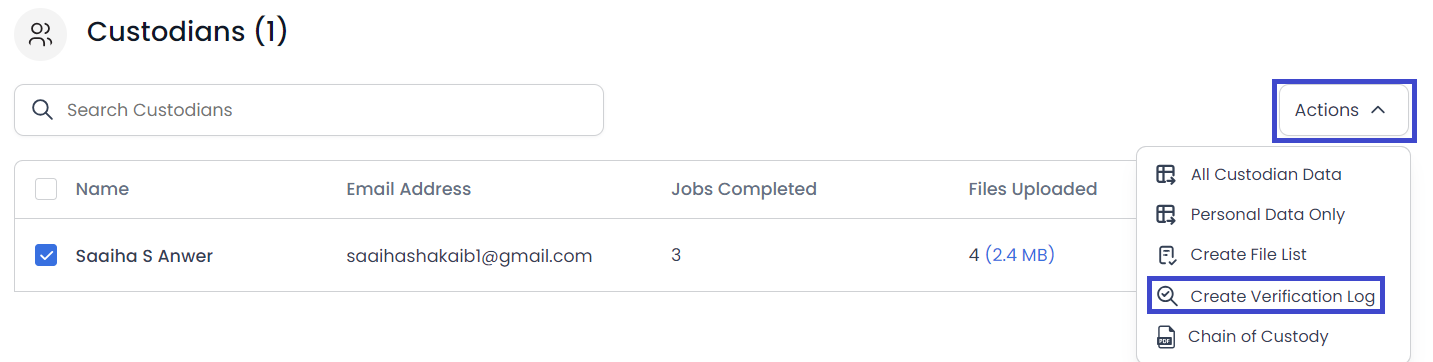 Custodians (1)
Search Custodians
Actions
Name Email Address Jobs Completed Files Uploaded
Saaiha S Anwer saaihashakaib1@gmail.com 3 4 (2.4 MB)
All Custodian Data
Personal Data Only
Create File List
Create Verification Log
PDF Chain of Custody